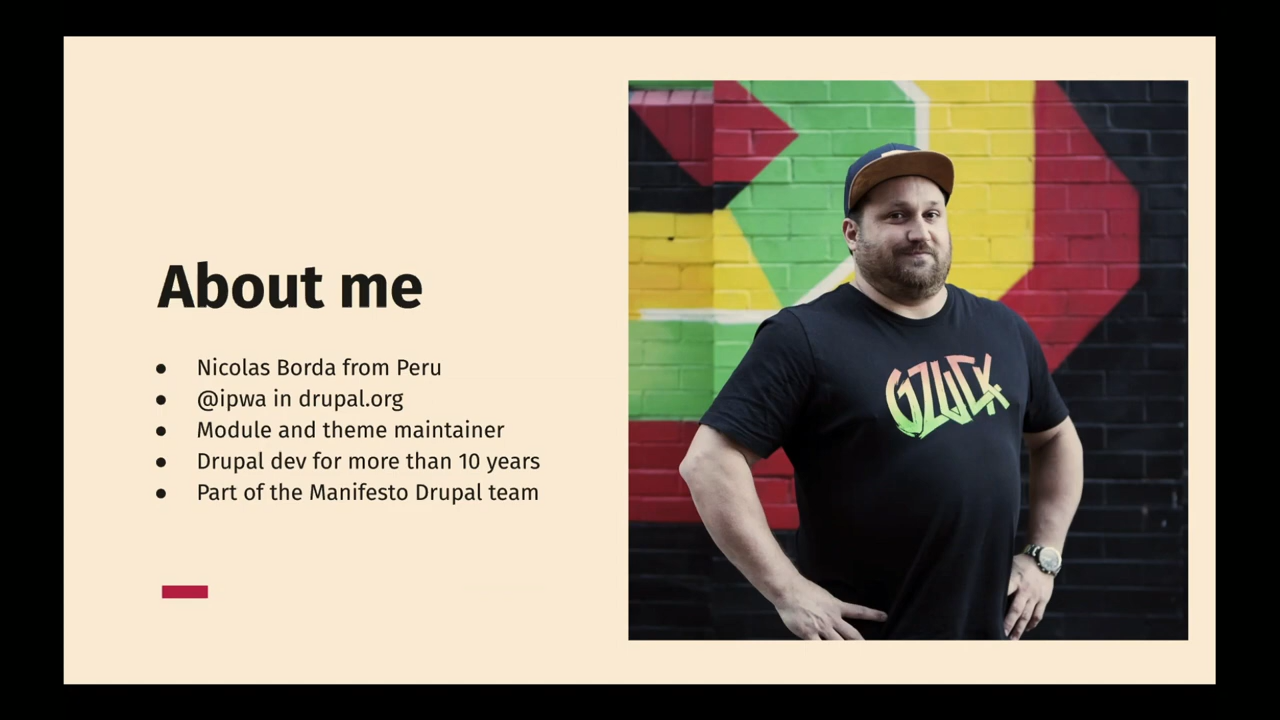 About me
● Nicolas Borda from Peru
● @ipwa in drupal.org
● Module and theme maintainer
● Drupal dev for more than 10 years
● Part of the Manifesto Drupal team